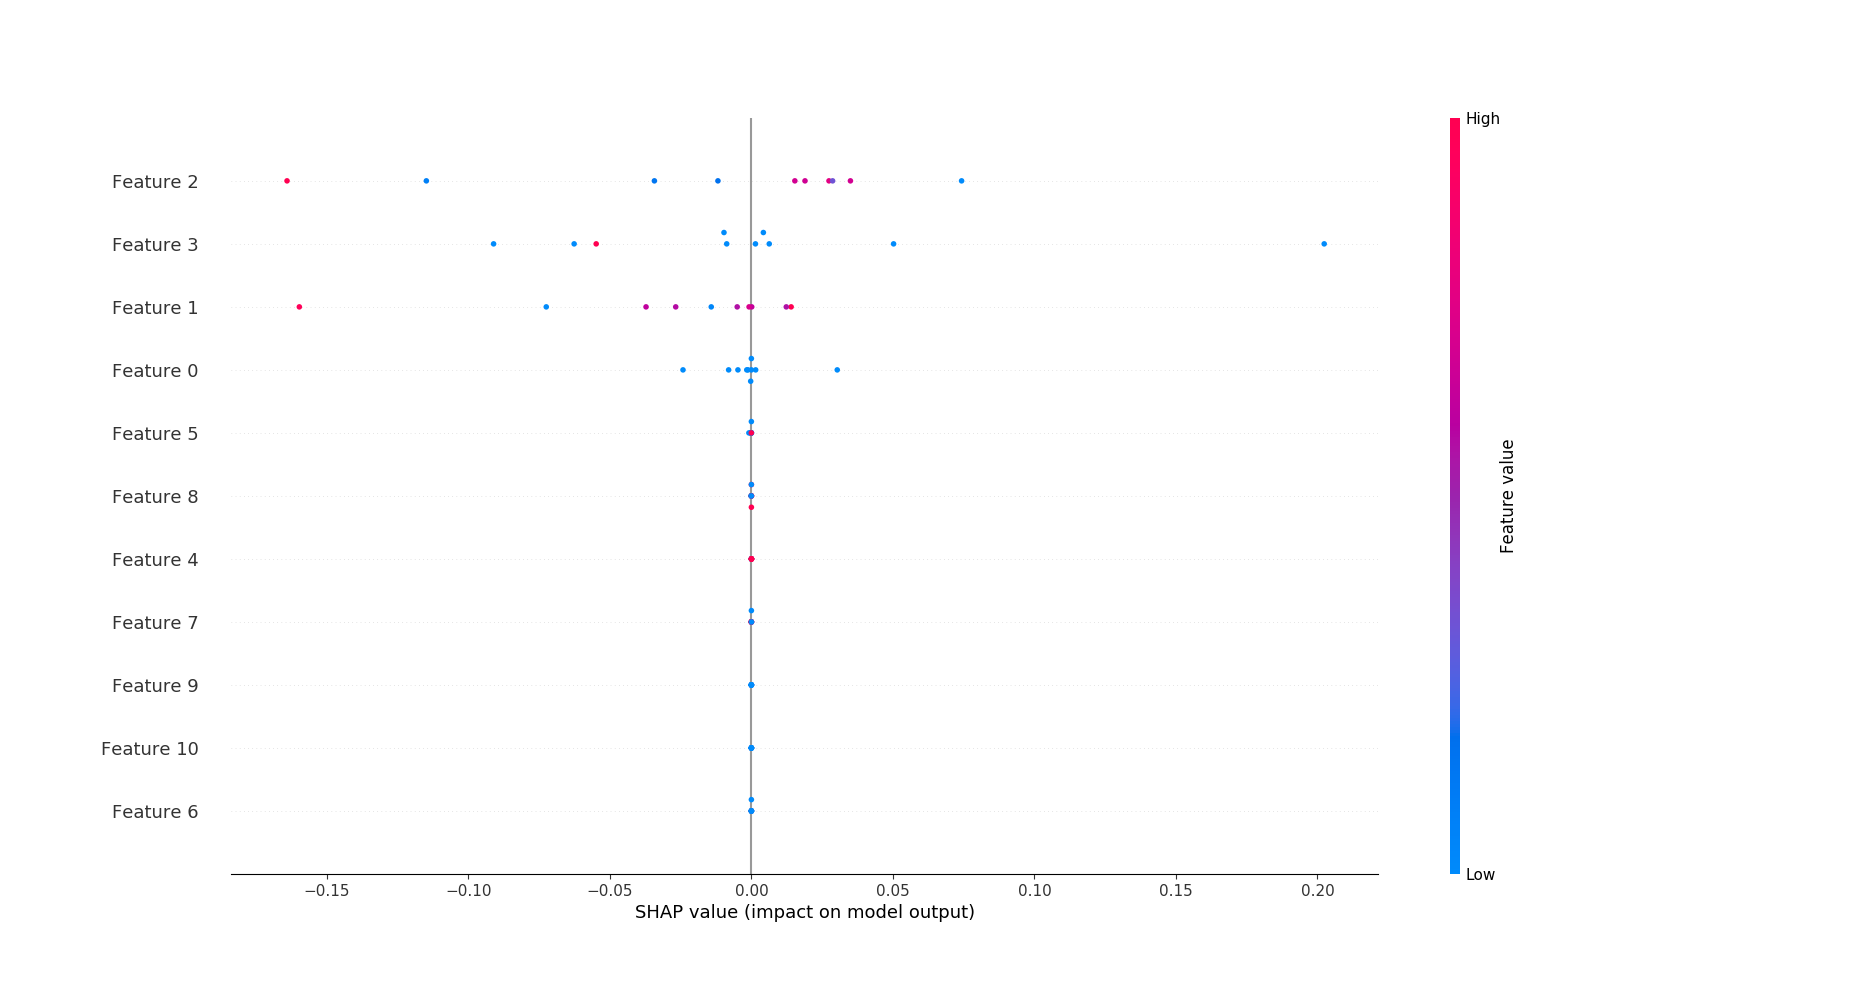 High
Feature 2
Feature 3
Feature 1
Feature 0
Feature 5
Feature 8
Feature 4
Feature 7
Feature 9
Feature 10
Feature 6
Feature value
Low
−0.15 −0.10 −0.05 0.00 0.05 0.10 0.15 0.20
SHAP value (impact on model output)